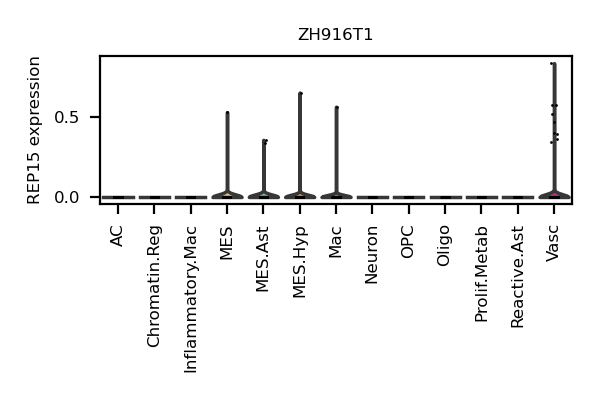 ZH916T1
REP15 expression
0.5
0.0
AC
Chromatin.Reg
Inflammatory.Mac
MES
MES.Ast
MES.Hyp
Mac
Neuron
OPC
Oligo
Prolif.Metab
Reactive.Ast
Vasc